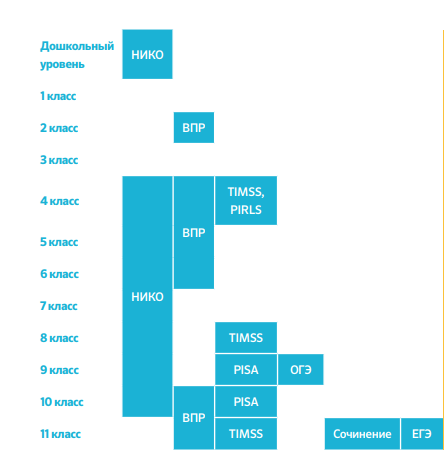 Дошкольный
уровень
НИКО
1 класс
2 класс
ВПР
3 класс
4 класс
TIMSS,
PIRLS
ВПР
5 класс
6 класс
НИКО
7 класс
8 класс
TIMSS
9 класс
PISA
ОГЭ
10 класс
PISA
ВПР
11 класс
TIMSS
Сочинение
ЕГЭ